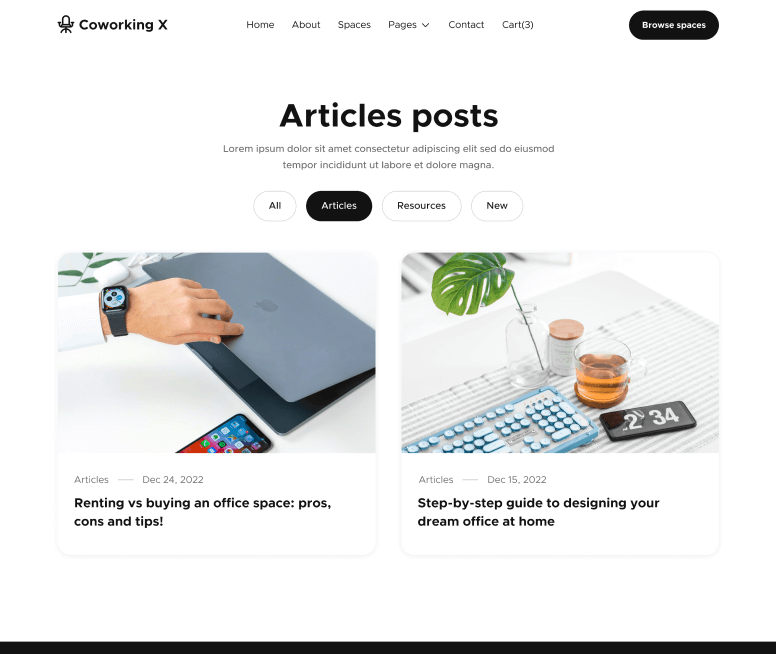 Coworking X
Home About Spaces Pages Contact Cart(3)
Browse spaces
Articles posts
Lorem ipsum dolor sit amet consectetur adipiscing elit sed do eiusmod
tempor incididunt ut labore et dolore magna.
All Articles Resources New
Articles Dec 24, 2022
Renting vs buying an office space: pros,
cons and tips!
2 34
Articles Dec 15, 2022
Step-by-step guide to designing your
dream office at home